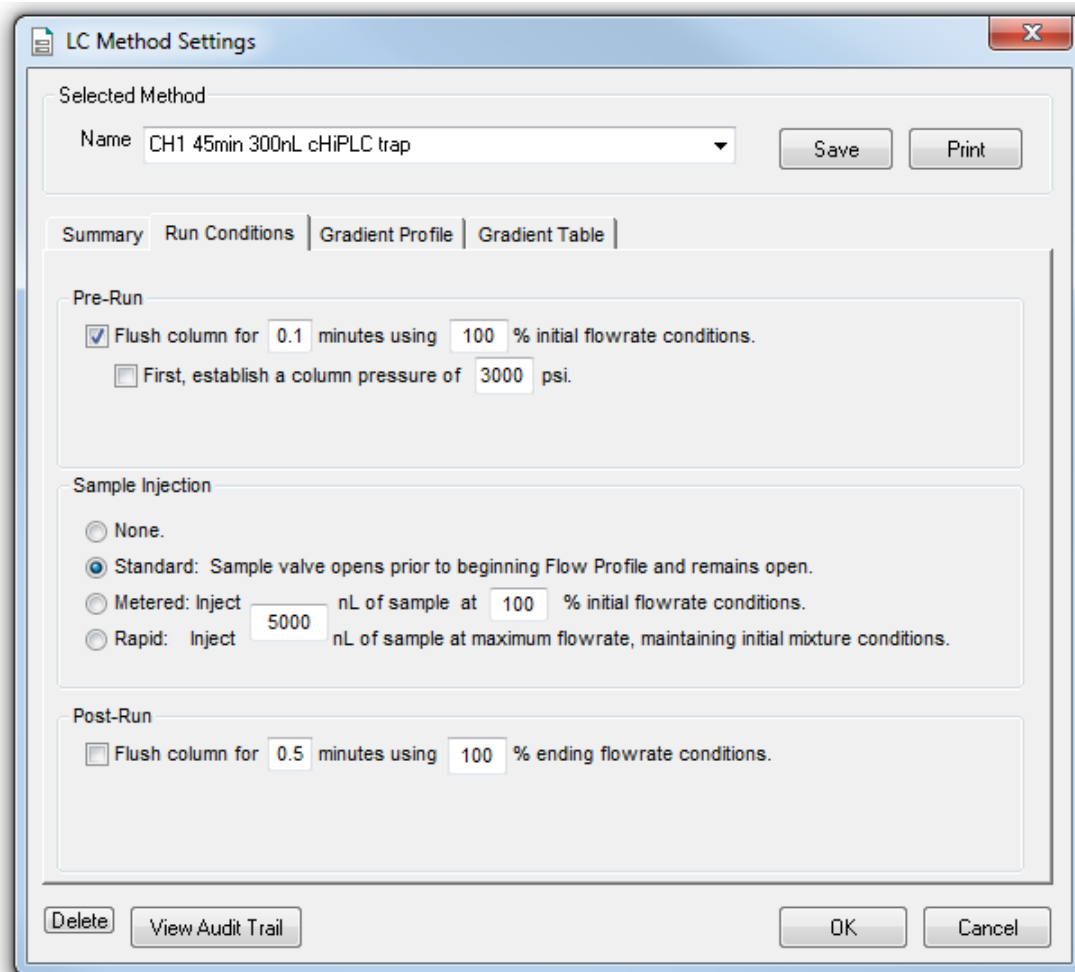 LC Method Settings
Selected Method
Name CH1 45min 300nL cHiPLC trap Save Print
Summary Run Conditions Gradient Profile Gradient Table
Pre-Run
Flush column for 0.1 minutes using 100 % initial flowrate conditions.
First, establish a column pressure of 3000 psi.
Sample Injection
None.
Standard: Sample valve opens prior to beginning Flow Profile and remains open.
Metered: Inject 5000 nL of sample at 100 % initial flowrate conditions.
Rapid: Inject nL of sample at maximum flowrate, maintaining initial mixture conditions.
Post-Run
Flush column for 0.5 minutes using 100 % ending flowrate conditions.
Delete View Audit Trail OK Cancel